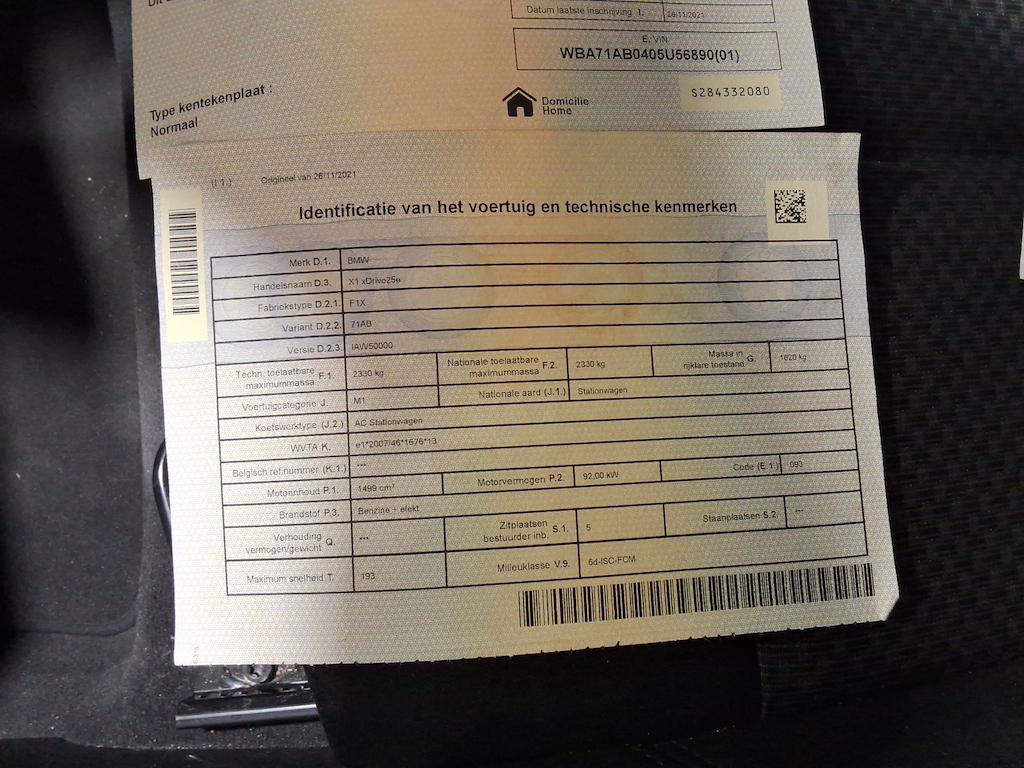 Datum laatste inschrijving I. 26/11/2021
E. VIN
WBA71AB0405U56890(01)
Type kentekenplaat :
Normaal
Domicilie
Home
S284332080
(I 1.) Origineel van 26/11/2021
Identificatie van het voertuig en technische kenmerken
Merk D.1. BMW
Handelsnaam D.3. X1 xDrive25e
Fabriekstype D.2.1. F1X
Variant D.2.2. 71AB
Versie D.2.3. IAW50000
Techn. toelaatbare maximummassa F.1. 2330 kg Nationale toelaatbare maximummassa F.2. 2330 kg Massa in rijklare toestand G. 1820 kg
Voertuigcategorie J. M1 Nationale aard (J.1.) Stationwagen
Koetswerktype (J.2.) AC Stationwagen
WVTA K. e1*2007/46*1676*13
Belgisch ref.nummer (K.1.) ***
Motorinhoud P.1. 1499 cm³ Motorvermogen P.2. 92,00 kW Code (E.1.) 093
Brandstof P.3. Benzine + elekt
Verhouding vermogen/gewicht Q. *** Zitplaatsen bestuurder inb. S.1. 5 Staanplaatsen S.2. ***
Maximum snelheid T. 193 Milieuklasse V.9. 6d-ISC-FCM